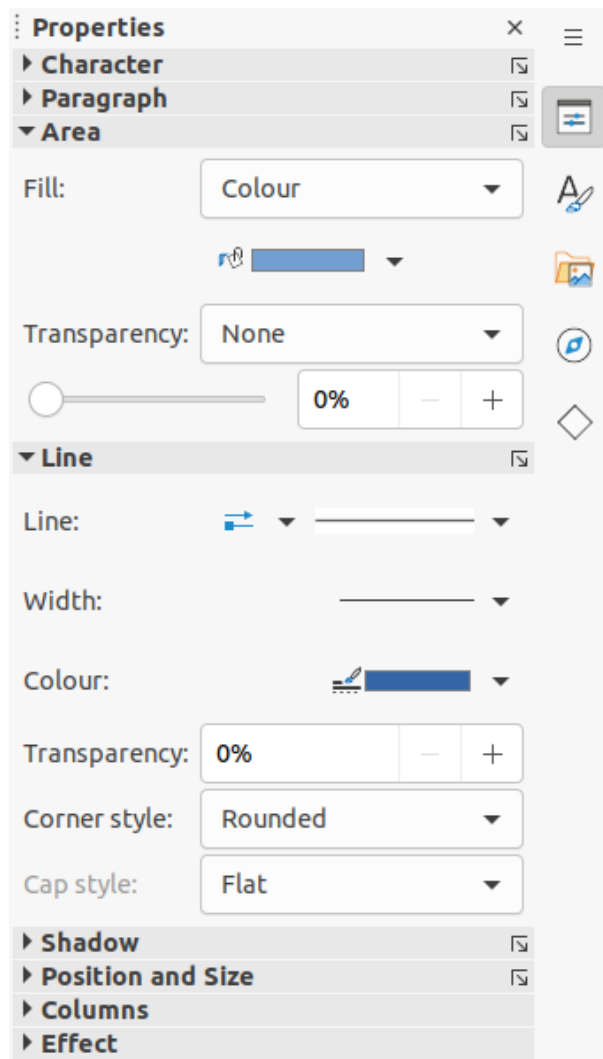 Properties
Character
Paragraph
Area
Fill: Colour
Transparency: None
0%
Line
Line:
Width:
Colour:
Transparency: 0%
Corner style: Rounded
Cap style: Flat
Shadow
Position and Size
Columns
Effect